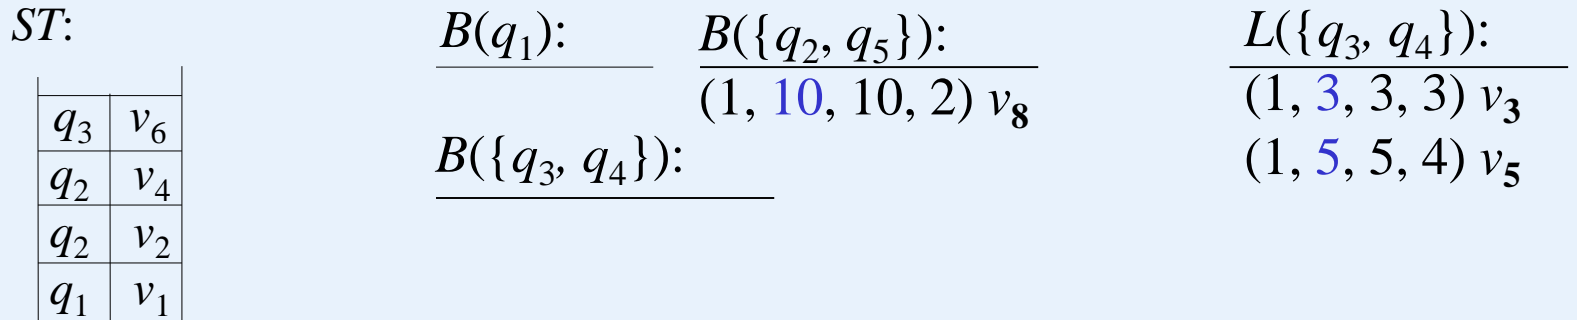 ST:
q3 v6
q2 v4
q2 v2
q1 v1
B(q1):
B({q2, q5}):
(1, 10, 10, 2) v8
B({q3, q4}):
L({q3, q4}):
(1, 3, 3, 3) v3
(1, 5, 5, 4) v5